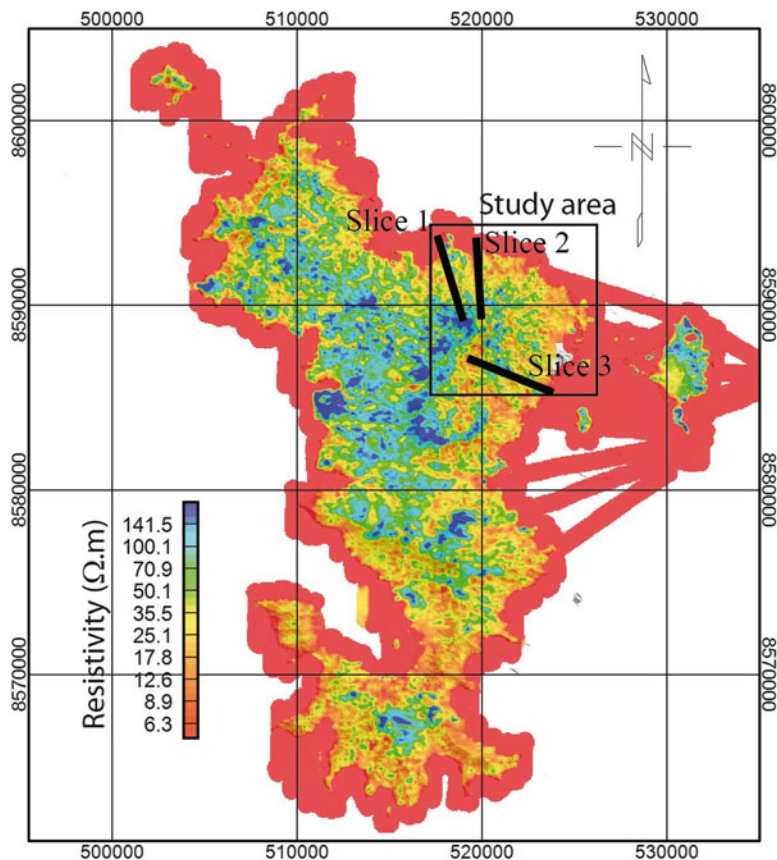 500000 510000 520000 530000
8600000 8600000
Study area
Slice 1
Slice 2
8590000 8590000
Slice 3
8580000 8580000
Resistivity (Ω.m)
141.5
100.1
70.9
50.1
35.5
25.1
17.8
12.6
8.9
6.3
8570000 8570000
500000 510000 520000 530000
N